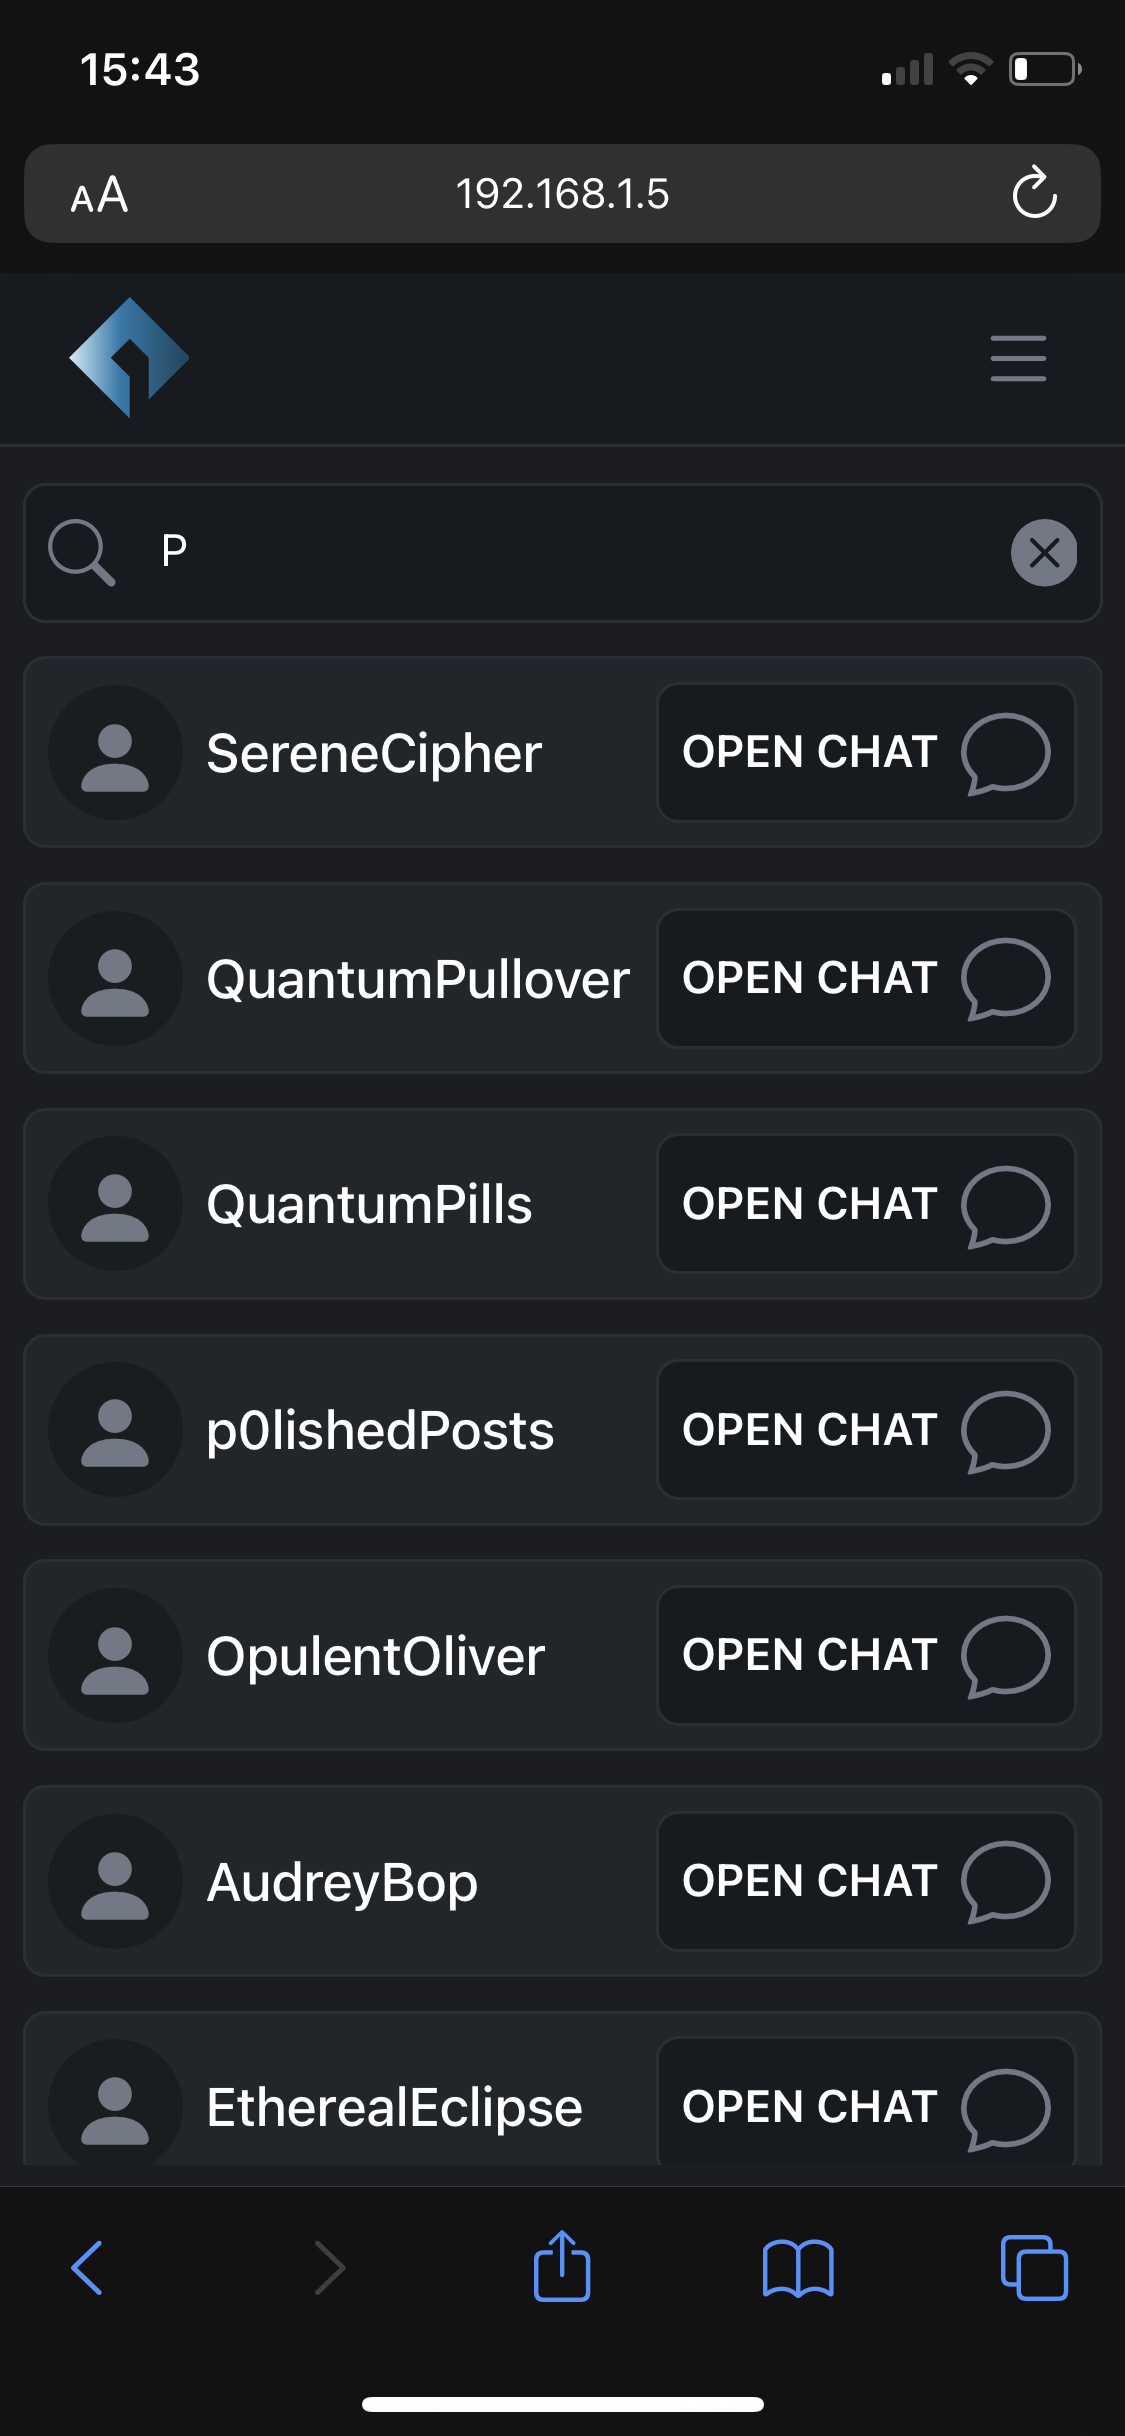 15:43
AA 192.168.1.5
P
SereneCipher OPEN CHAT
QuantumPullover OPEN CHAT
QuantumPills OPEN CHAT
p0lishedPosts OPEN CHAT
OpulentOliver OPEN CHAT
AudreyBop OPEN CHAT
EtherealEclipse OPEN CHAT